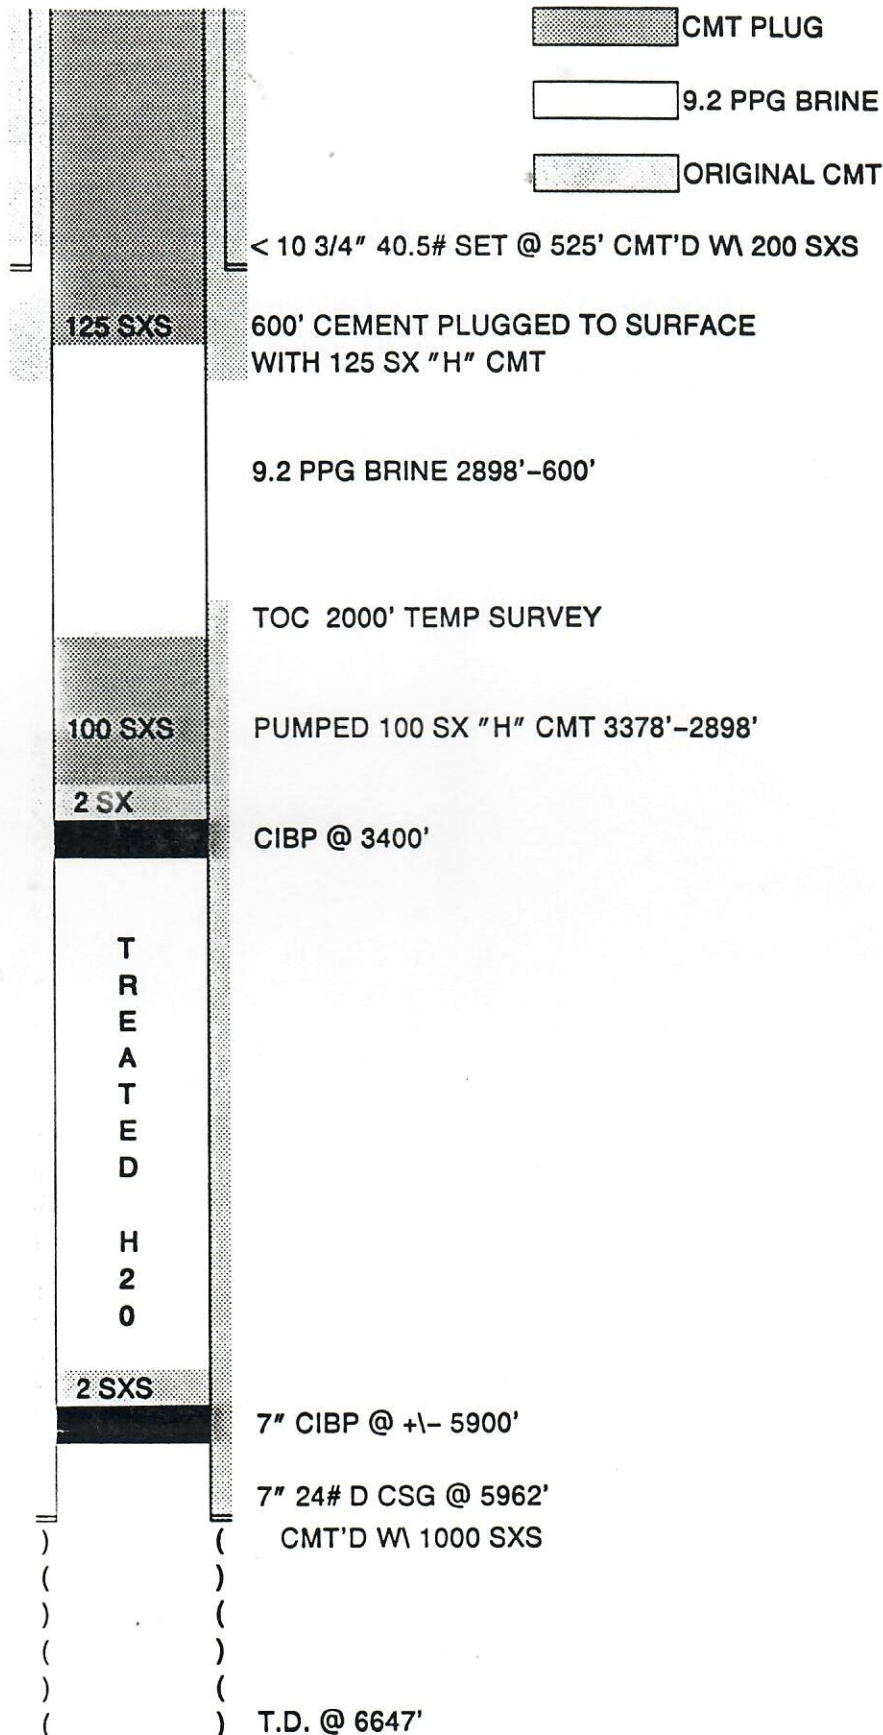 CMT PLUG
9.2 PPG BRINE
ORIGINAL CMT
< 10 3/4" 40.5# SET @ 525' CMT'D W\ 200 SXS
125 SXS
600' CEMENT PLUGGED TO SURFACE
WITH 125 SX "H" CMT
9.2 PPG BRINE 2898'-600'
TOC 2000' TEMP SURVEY
100 SXS
PUMPED 100 SX "H" CMT 3378'-2898'
2 SX
CIBP @ 3400'
T
R
E
A
T
E
D
H
2
0
2 SXS
7" CIBP @ +\- 5900'
7" 24# D CSG @ 5962'
CMT'D W\ 1000 SXS
T.D. @ 6647'